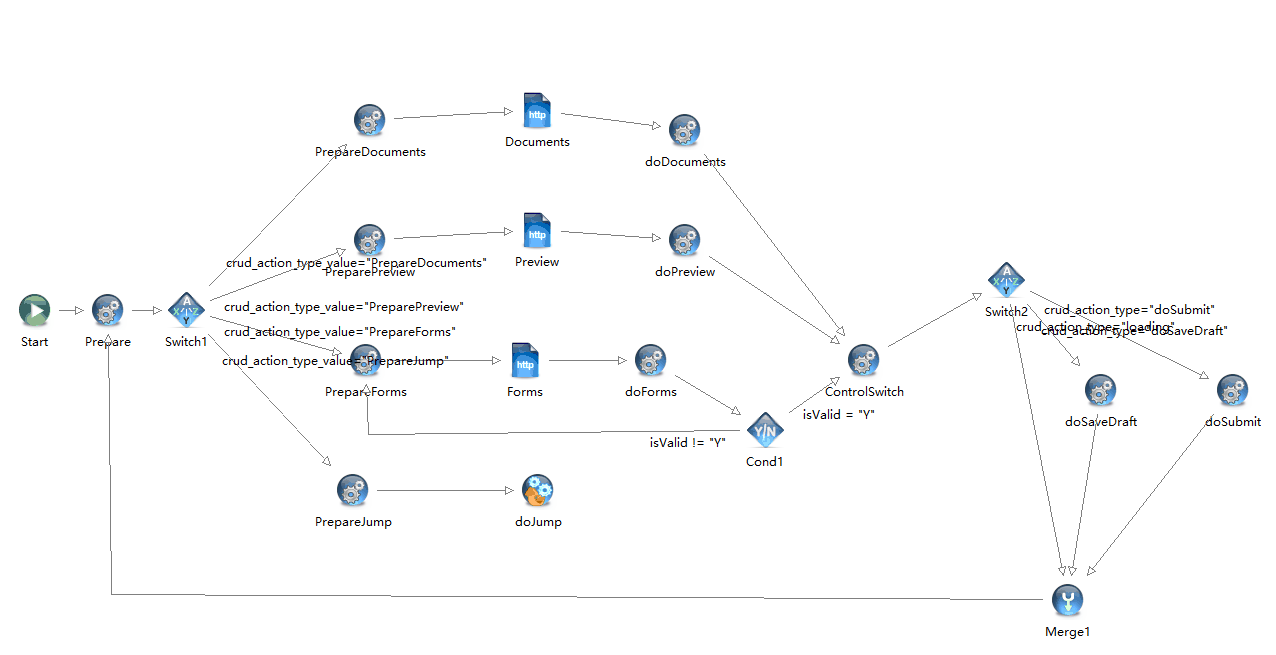 http
Documents
PrepareDocuments
doDocuments
http
Preview
doPreview
crud_action_type_value="PrepareDocuments"
PreparePreview
crud_action_type_value="PreparePreview"
A
X Z
Y
Start
Prepare
Switch1
crud_action_type_value="PrepareForms"
crud_action_type_value="PrepareJump"
http
PrepareForms
Forms
doForms
ControlSwitch
isValid = "Y"
isValid != "Y"
Y/N
Cond1
PrepareJump
doJump
A
X Z
Y
Switch2
crud_action_type="doSubmit"
crud_action_type="loading"
crud_action_type="doSaveDraft"
doSaveDraft
doSubmit
Merge1